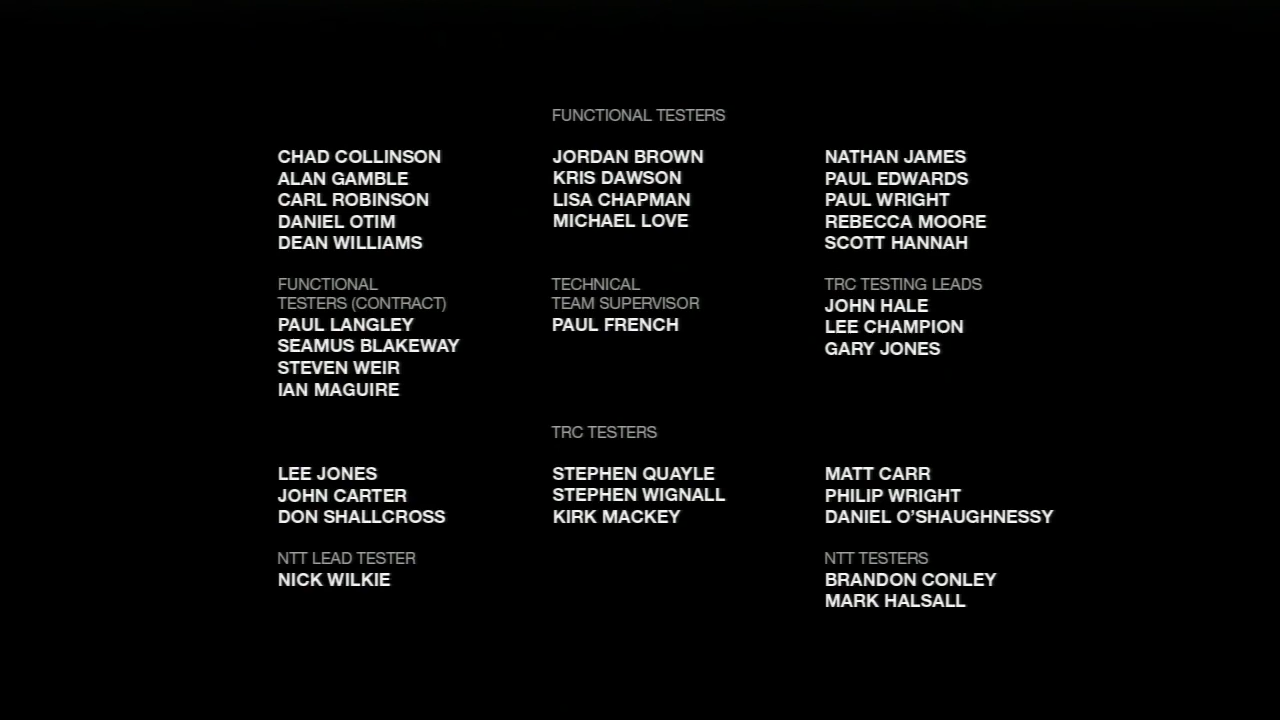 FUNCTIONAL TESTERS
CHAD COLLINSON
ALAN GAMBLE
CARL ROBINSON
DANIEL OTIM
DEAN WILLIAMS
JORDAN BROWN
KRIS DAWSON
LISA CHAPMAN
MICHAEL LOVE
NATHAN JAMES
PAUL EDWARDS
PAUL WRIGHT
REBECCA MOORE
SCOTT HANNAH
FUNCTIONAL
TESTERS (CONTRACT)
PAUL LANGLEY
SEAMUS BLAKEWAY
STEVEN WEIR
IAN MAGUIRE
TECHNICAL
TEAM SUPERVISOR
PAUL FRENCH
TRC TESTING LEADS
JOHN HALE
LEE CHAMPION
GARY JONES
TRC TESTERS
LEE JONES
JOHN CARTER
DON SHALLCROSS
STEPHEN QUAYLE
STEPHEN WIGNALL
KIRK MACKEY
MATT CARR
PHILIP WRIGHT
DANIEL O’SHAUGHNESSY
NTT LEAD TESTER
NICK WILKIE
NTT TESTERS
BRANDON CONLEY
MARK HALSALL